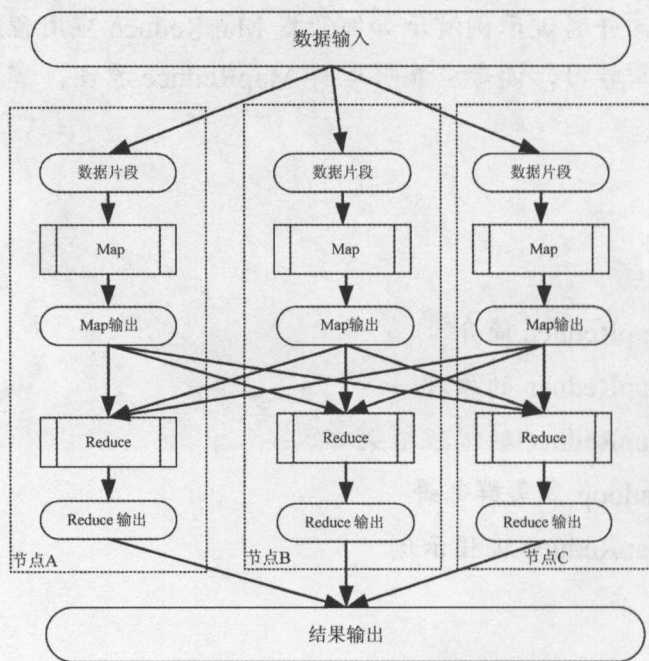 数据输入
数据片段 数据片段 数据片段
Map Map Map
Map输出 Map输出 Map输出
Reduce Reduce Reduce
Reduce 输出 Reduce 输出 Reduce 输出
节点A 节点B 节点C
结果输出